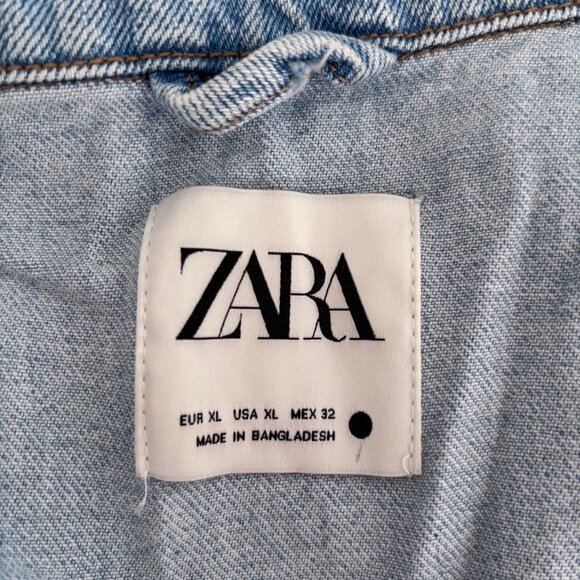 ZARA
EUR XL USA XL MEX 32
MADE IN BANGLADESH